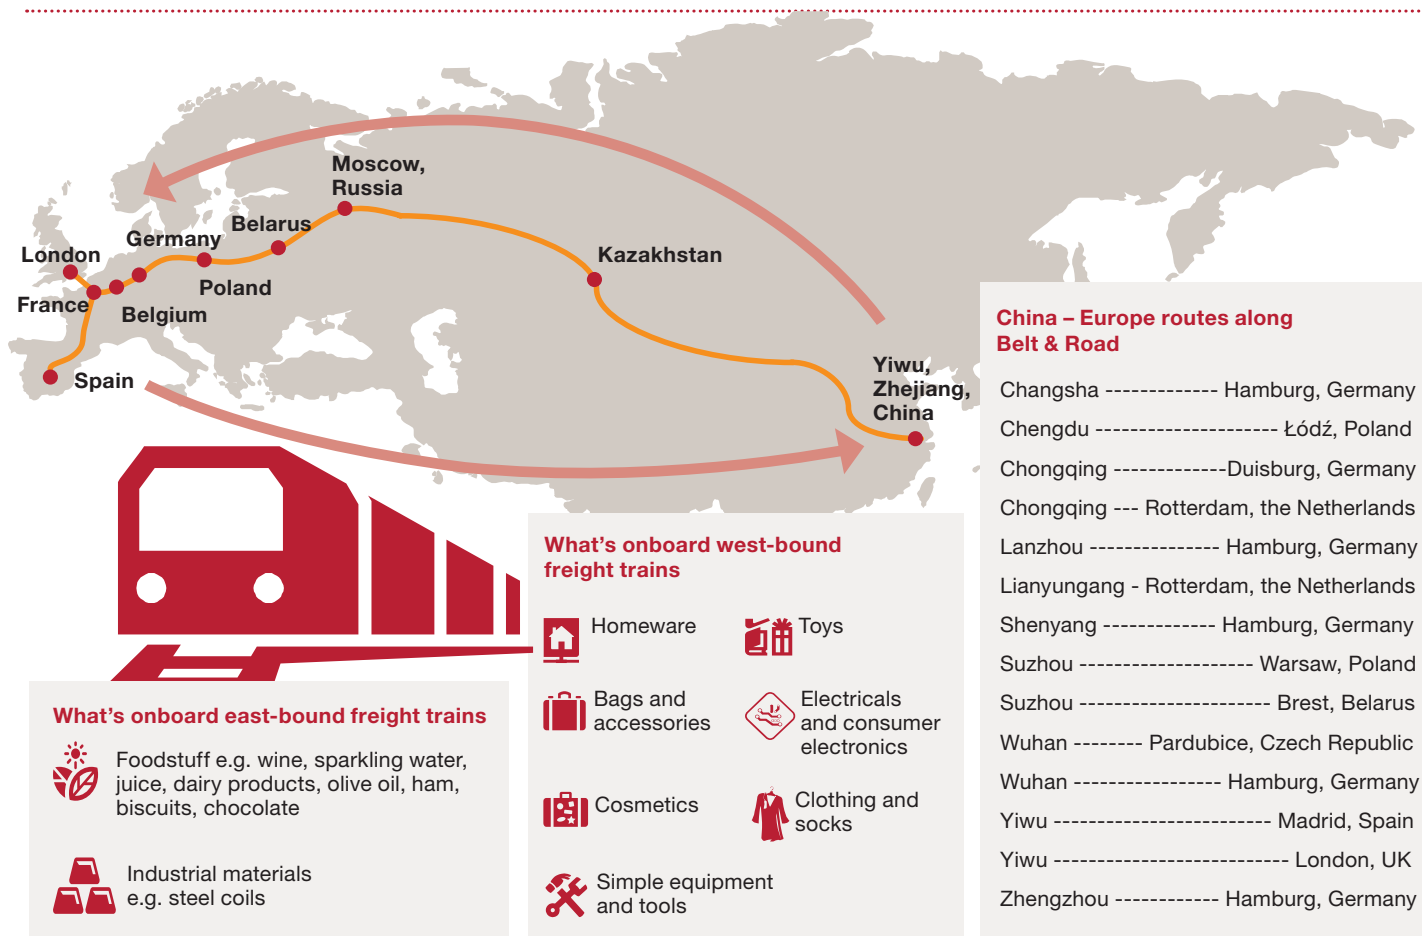 Moscow,
Russia
Belarus
Germany
London
Kazakhstan
Poland
France
Belgium
Spain
Yiwu,
Zhejiang,
China
China – Europe routes along
Belt & Road
Changsha ------------- Hamburg, Germany
Chengdu --------------------- Łódź, Poland
Chongqing -------------Duisburg, Germany
Chongqing --- Rotterdam, the Netherlands
Lanzhou --------------- Hamburg, Germany
Lianyungang - Rotterdam, the Netherlands
Shenyang ------------- Hamburg, Germany
Suzhou -------------------- Warsaw, Poland
Suzhou ---------------------- Brest, Belarus
Wuhan -------- Pardubice, Czech Republic
Wuhan ----------------- Hamburg, Germany
Yiwu ------------------------- Madrid, Spain
Yiwu --------------------------- London, UK
Zhengzhou ------------ Hamburg, Germany
What's onboard west-bound
freight trains
Homeware
Toys
Bags and
accessories
Electricals
and consumer
electronics
Cosmetics
Clothing and
socks
Simple equipment
and tools
What's onboard east-bound freight trains
Foodstuff e.g. wine, sparkling water,
juice, dairy products, olive oil, ham,
biscuits, chocolate
Industrial materials
e.g. steel coils